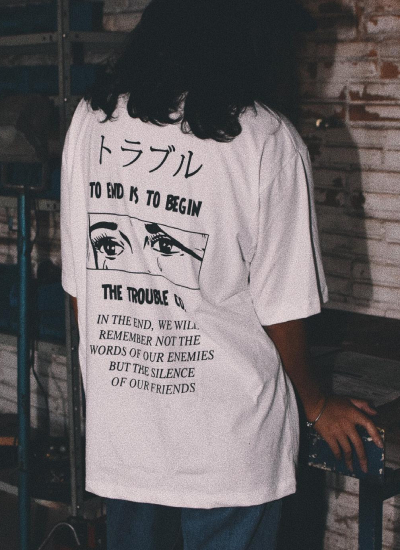 トラブル
TO END IS TO BEGIN
THE TROUBLE
IN THE END, WE WILL
REMEMBER NOT THE
WORDS OF OUR ENEMIES
BUT THE SILENCE
OF OUR FRIENDS